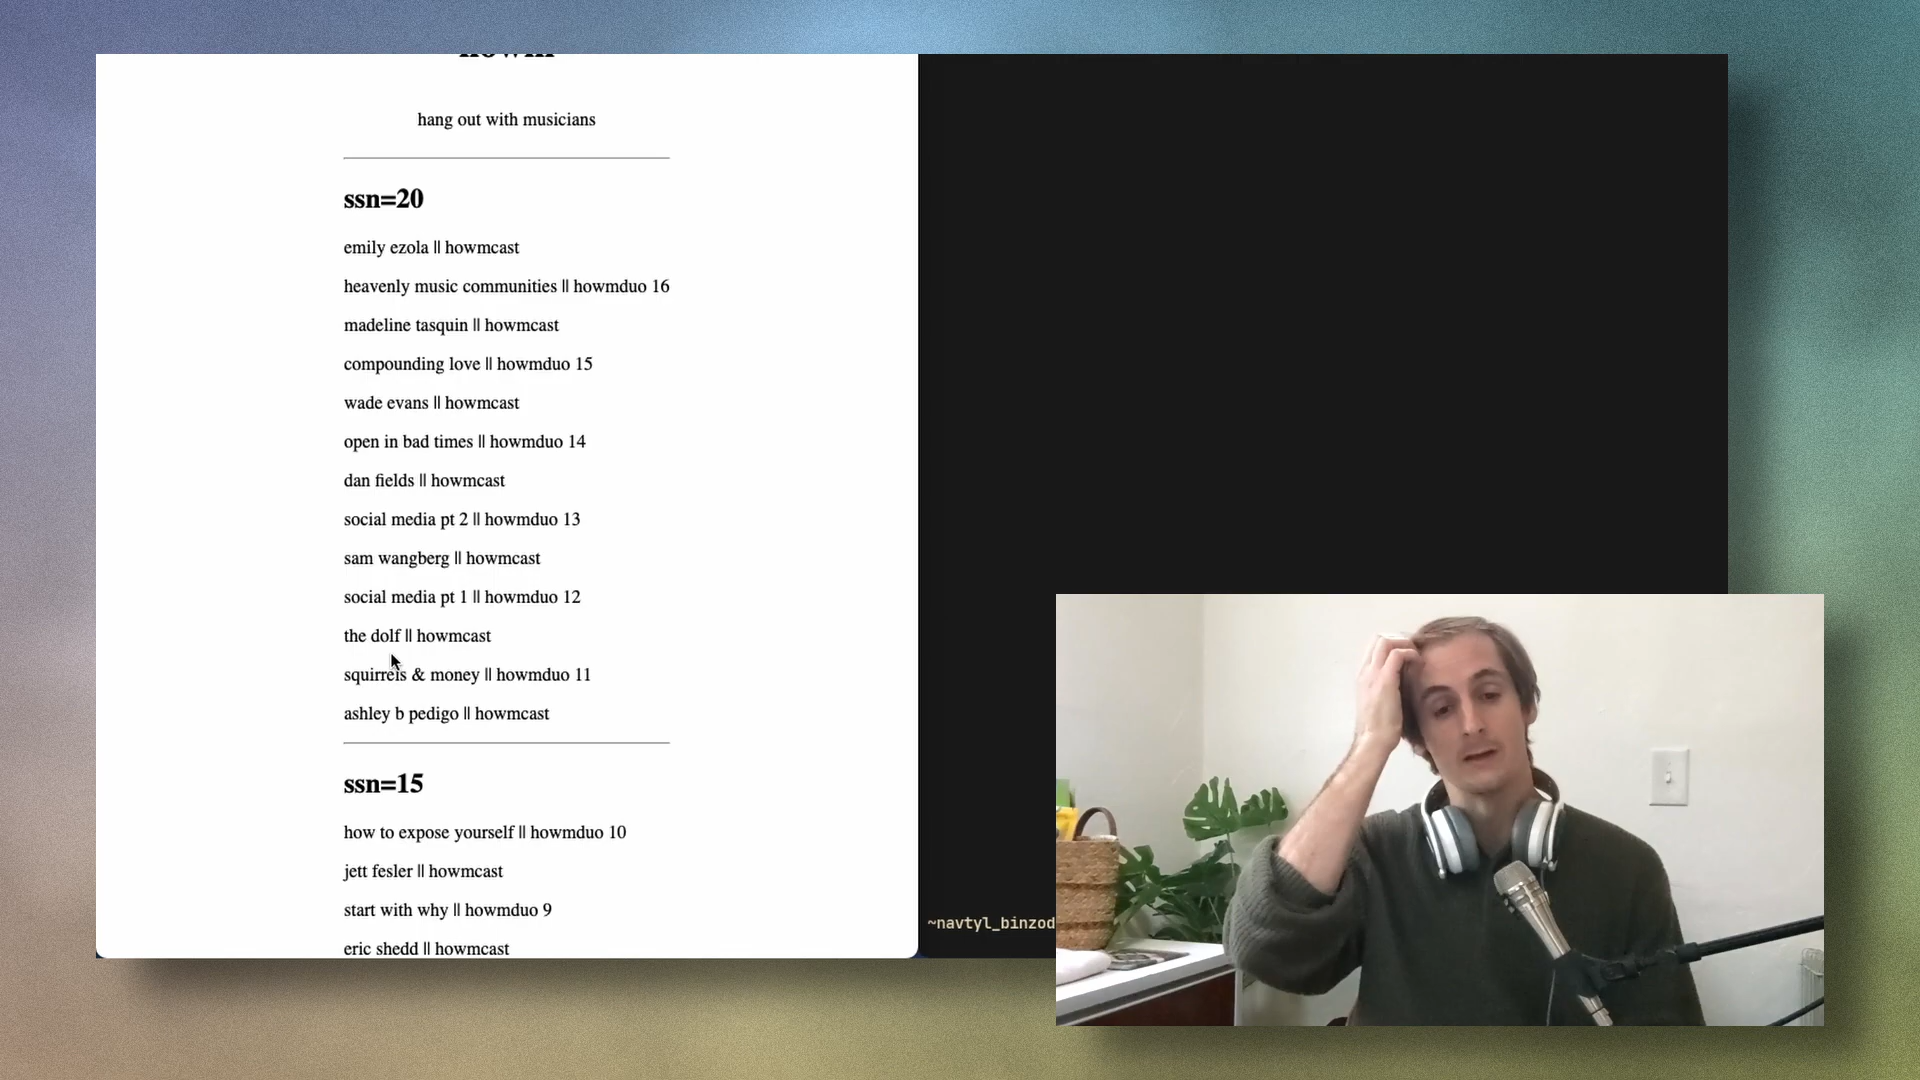 hang out with musicians
ssn=20
emily ezola || howmcast
heavenly music communities || howmduo 16
madeline tasquin || howmcast
compounding love || howmduo 15
wade evans || howmcast
open in bad times || howmduo 14
dan fields || howmcast
social media pt 2 || howmduo 13
sam wangberg || howmcast
social media pt 1 || howmduo 12
the dolf || howmcast
squirrels & money || howmduo 11
ashley b pedigo || howmcast
ssn=15
how to expose yourself || howmduo 10
jett fesler || howmcast
start with why || howmduo 9
eric shedd || howmcast
~navtyl_binzod